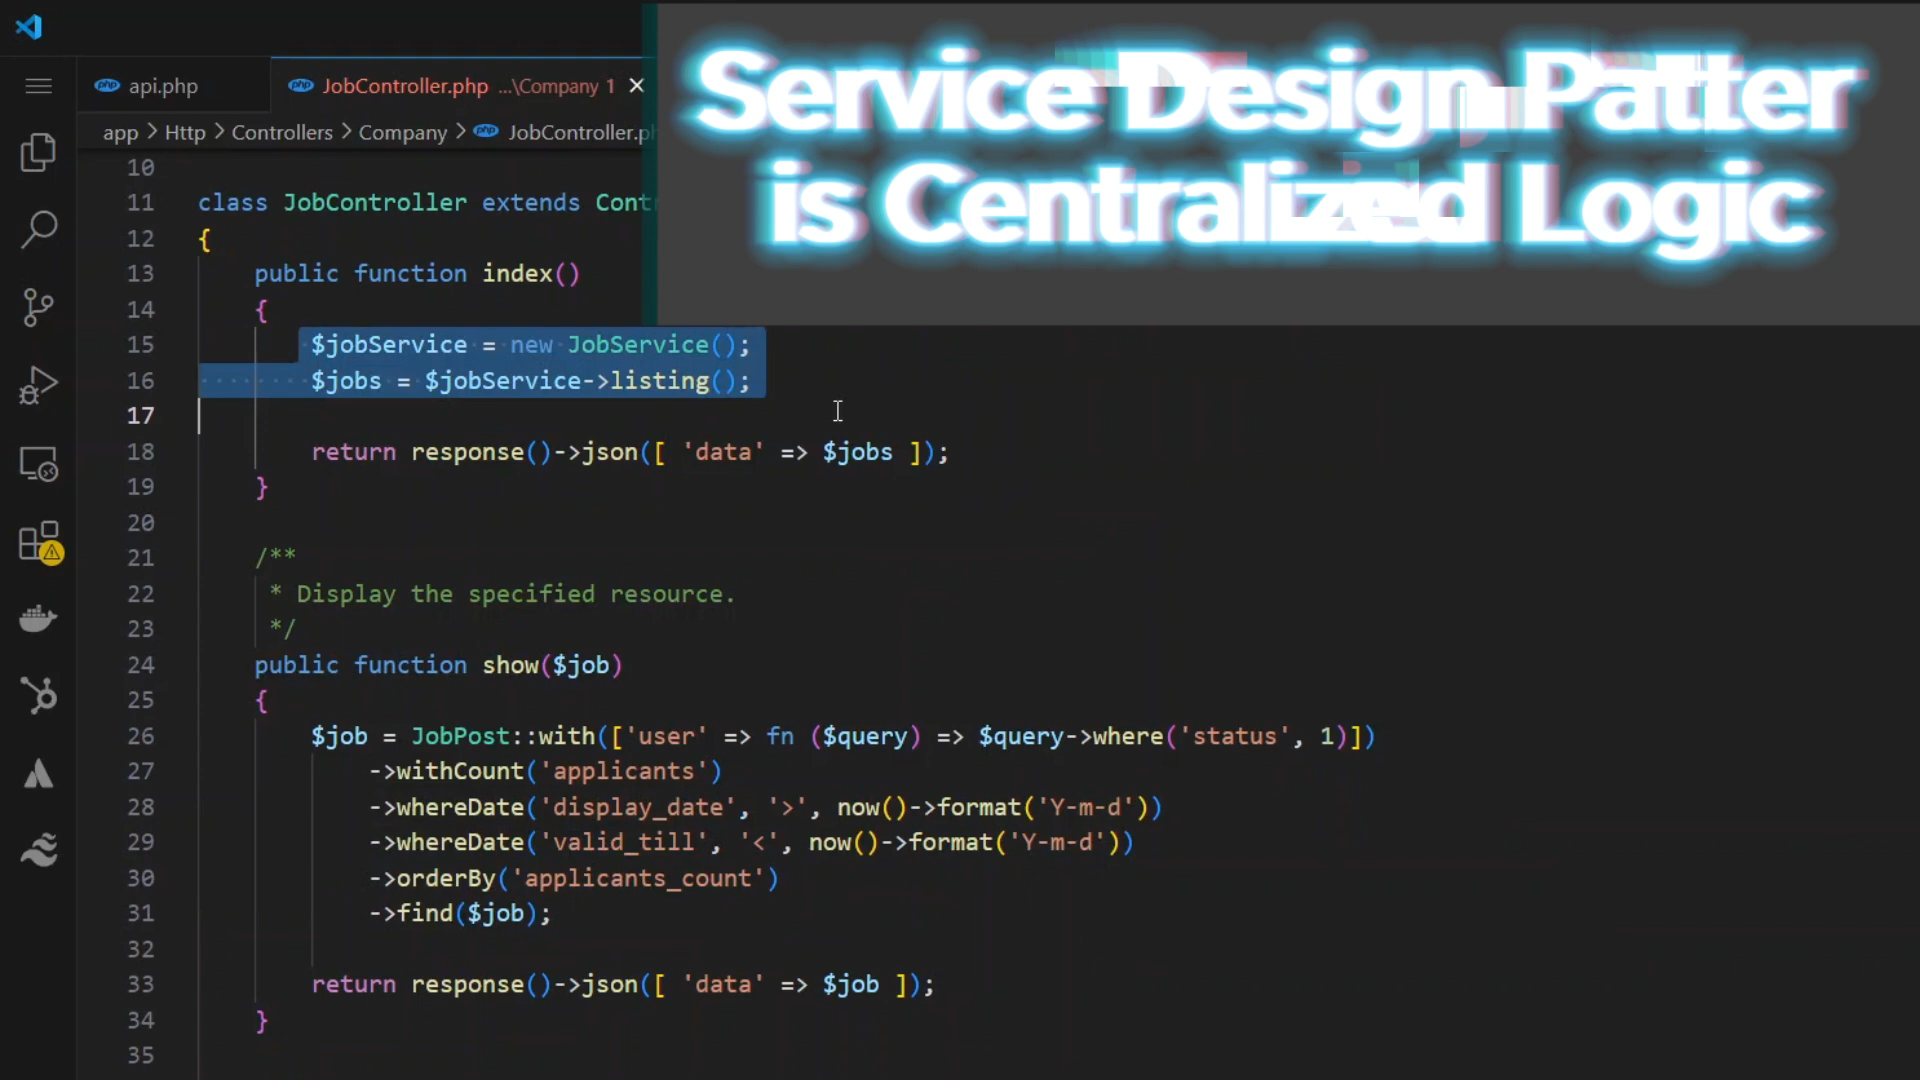 Service Design Patter
is Centralized Logic
api.php
JobController.php ...\Company 1
app > Http > Controllers > Company > JobController.ph
10
11 class JobController extends Cont
12 {
13 public function index()
14 {
15 $jobService = new JobService();
16 $jobs = $jobService->listing();
17
18 return response()->json([ 'data' => $jobs ]);
19 }
20
21 /**
22 * Display the specified resource.
23 */
24 public function show($job)
25 {
26 $job = JobPost::with(['user' => fn ($query) => $query->where('status', 1)])
27 ->withCount('applicants')
28 ->whereDate('display_date', '>', now()->format('Y-m-d'))
29 ->whereDate('valid_till', '<', now()->format('Y-m-d'))
30 ->orderBy('applicants_count')
31 ->find($job);
32
33 return response()->json([ 'data' => $job ]);
34 }
35